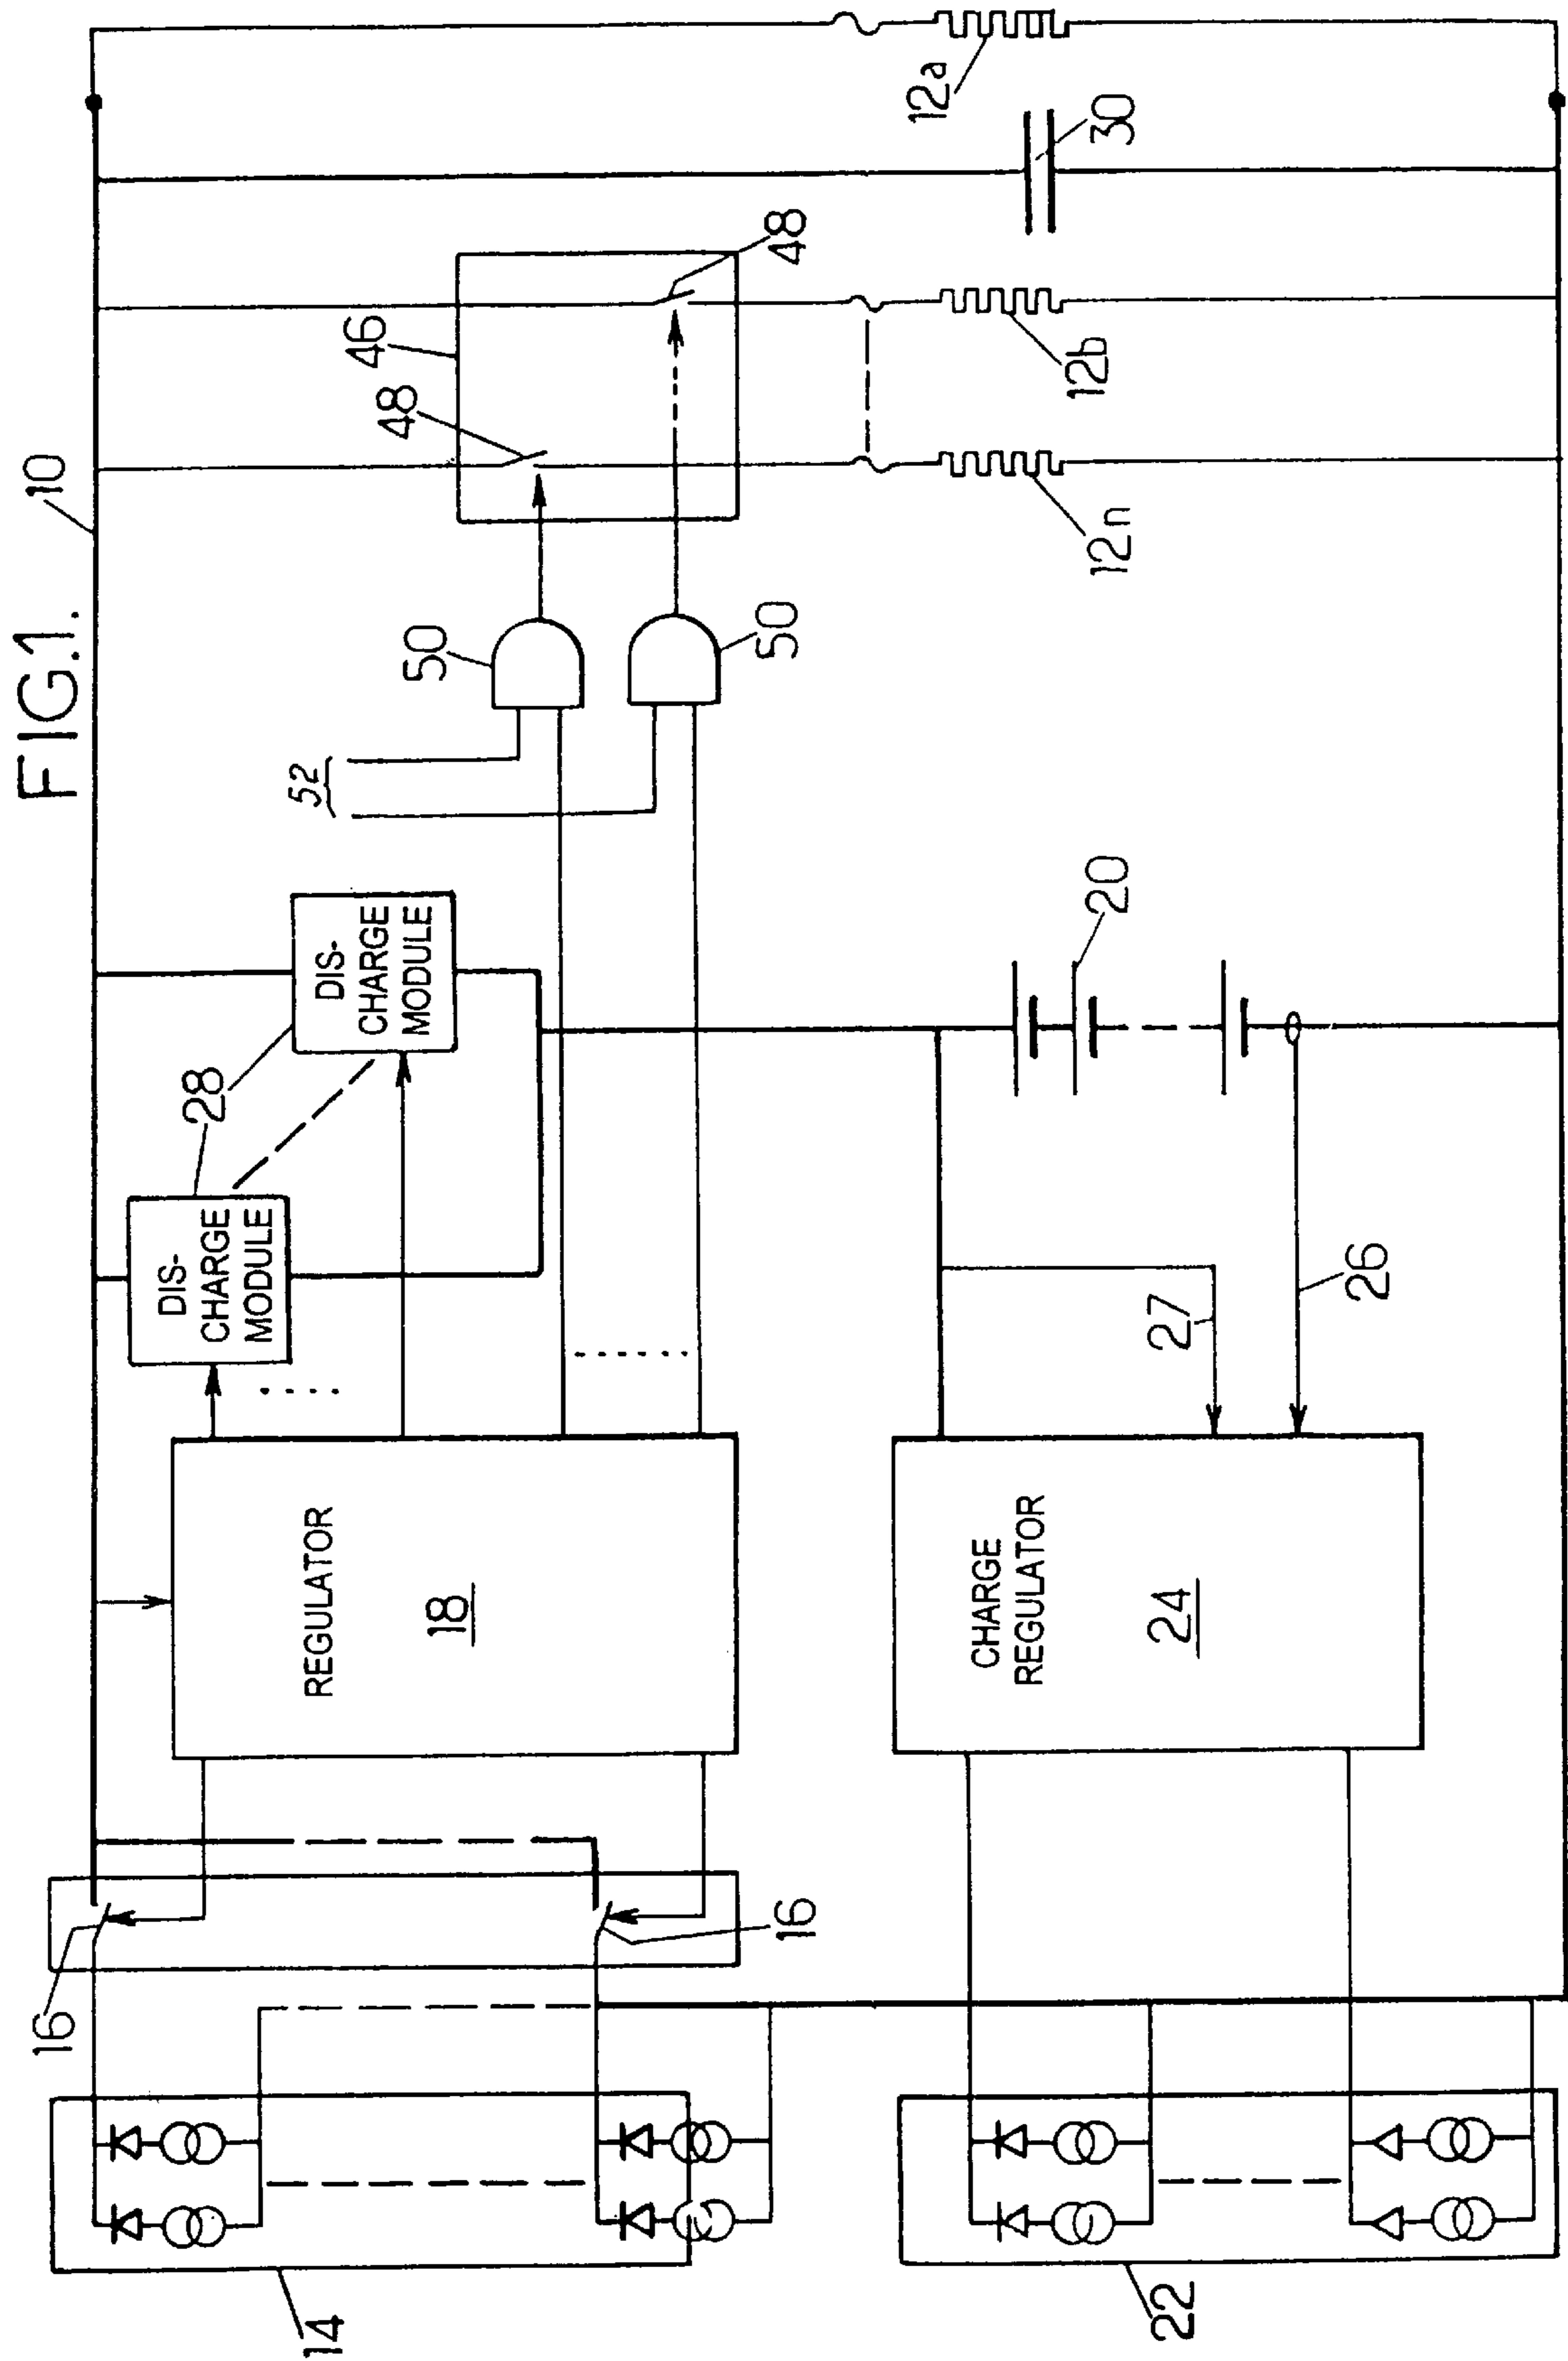 FIG.1.
10
12a
30
48
46
48
12b
12n
50
50
52
28
DIS-
CHARGE
MODULE
DIS-
CHARGE
MODULE
20
26
27
REGULATOR
18
CHARGE
REGULATOR
24
16
16
14
22